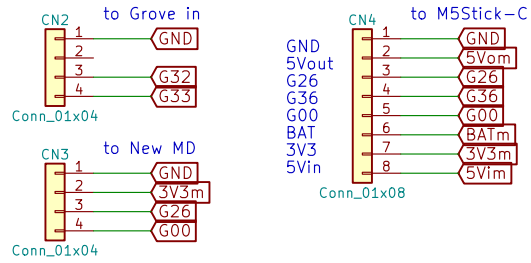 CN2 to Grove in
1 GND
2
3 G32
4 G33
Conn_01x04
CN3 to New MD
1 GND
2 3V3m
3 G26
4 G00
Conn_01x04
CN4 to M5Stick-C
GND
5Vout
G26
G36
G00
BAT
3V3
5Vin
1 GND
2 5Vom
3 G26
4 G36
5 G00
6 BATm
7 3V3m
8 5Vim
Conn_01x08